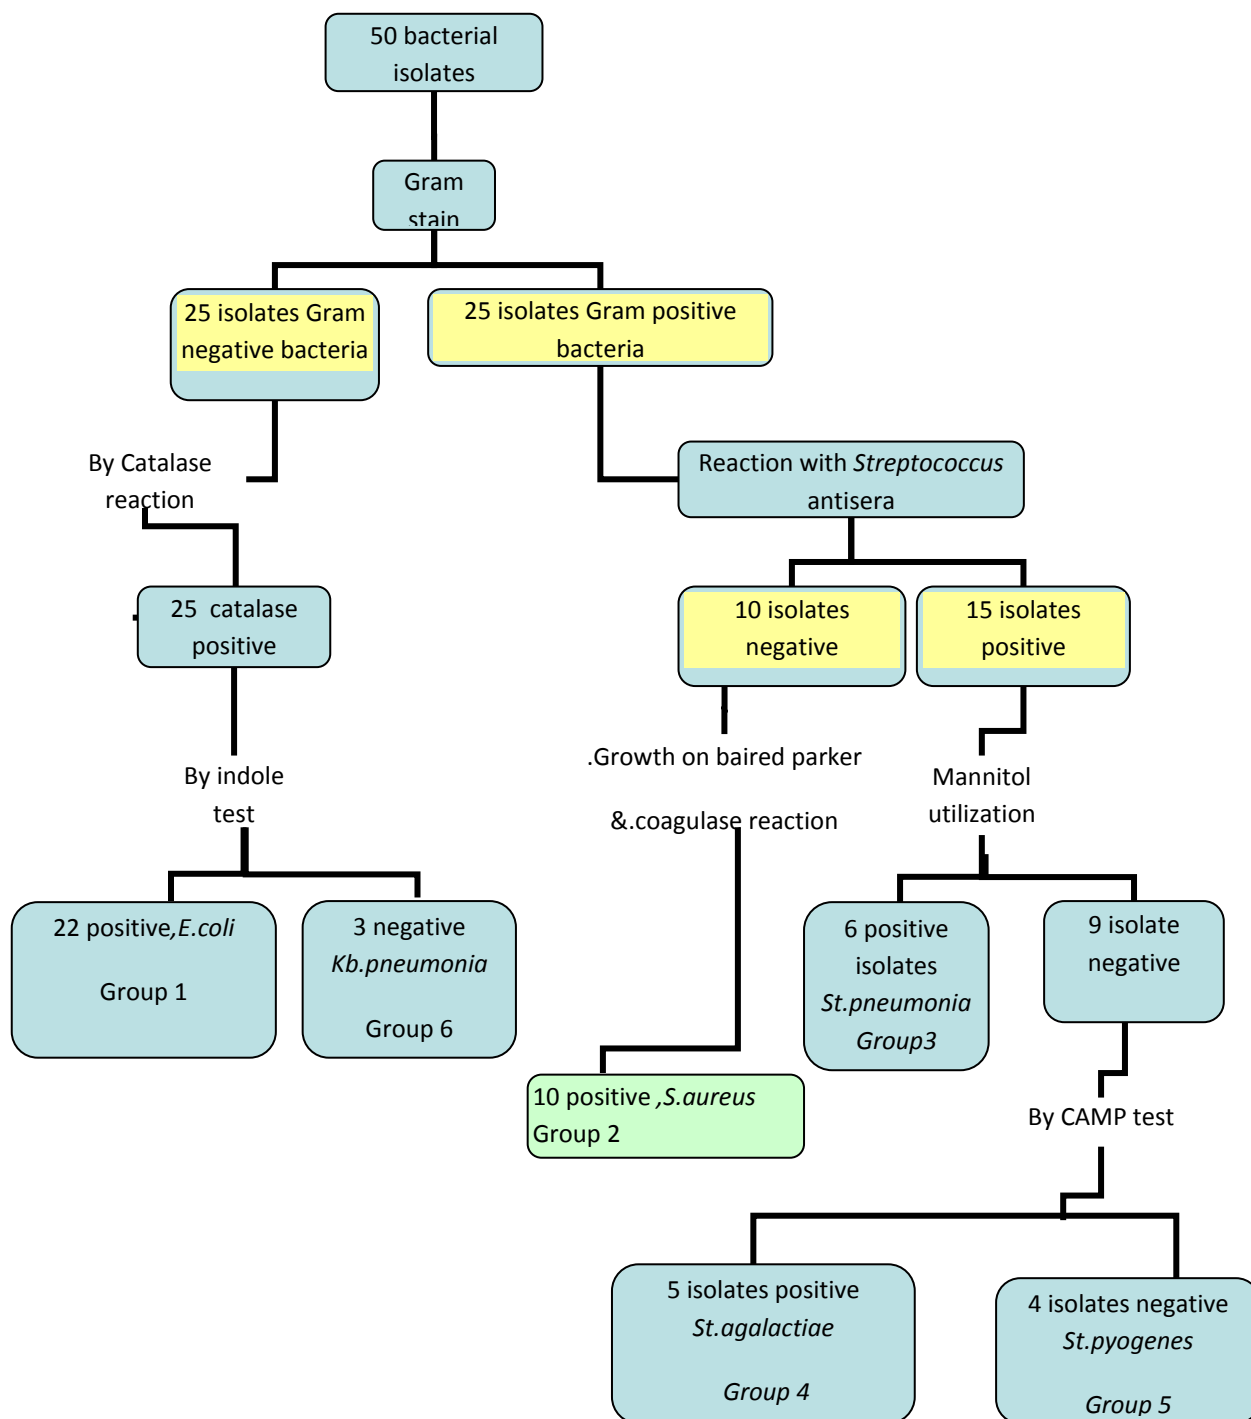 50 bacterial
isolates
Gram
stain
25 isolates Gram
negative bacteria
25 isolates Gram positive
bacteria
By Catalase
reaction
Reaction with Streptococcus
antisera
25 catalase
positive
10 isolates
negative
15 isolates
positive
By indole
test
.Growth on baired parker
&.coagulase reaction
Mannitol
utilization
22 positive,E.coli
Group 1
3 negative
Kb.pneumonia
Group 6
6 positive
isolates
St.pneumonia
Group3
9 isolate
negative
10 positive ,S.aureus
Group 2
By CAMP test
5 isolates positive
St.agalactiae
Group 4
4 isolates negative
St.pyogenes
Group 5